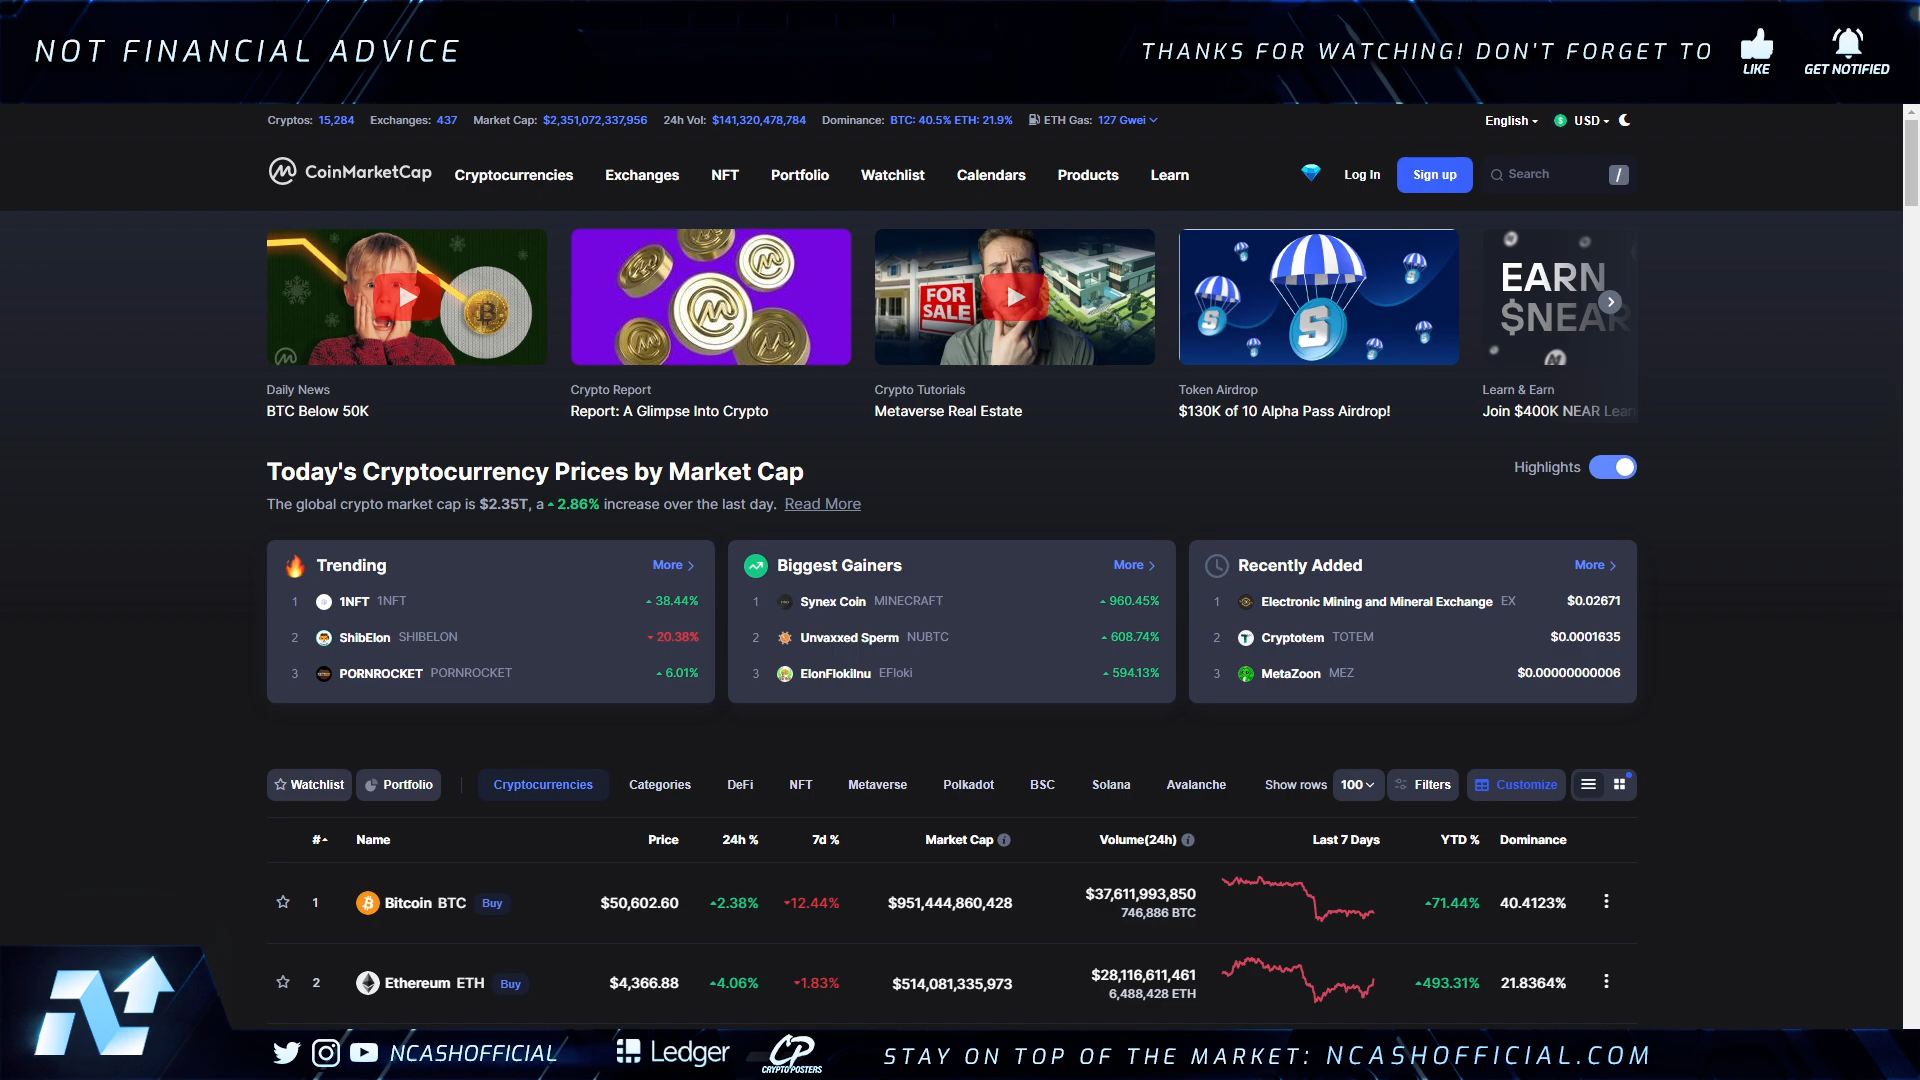 NOT FINANCIAL ADVICE
THANKS FOR WATCHING! DON'T FORGET TO
LIKE
GET NOTIFIED
Cryptos: 15,284 Exchanges: 437 Market Cap: $2,351,072,337,956 24h Vol: $141,320,478,784 Dominance: BTC: 40.5% ETH: 21.9% ETH Gas: 127 Gwei
English USD
CoinMarketCap Cryptocurrencies Exchanges NFT Portfolio Watchlist Calendars Products Learn
Log In Sign up Search /
FOR SALE
EARN
$NEAR
Daily News
BTC Below 50K
Crypto Report
Report: A Glimpse Into Crypto
Crypto Tutorials
Metaverse Real Estate
Token Airdrop
$130K of 10 Alpha Pass Airdrop!
Learn & Earn
Join $400K NEAR Lear
Today's Cryptocurrency Prices by Market Cap
Highlights
The global crypto market cap is $2.35T, a 2.86% increase over the last day. Read More
Trending More
1 1NFT 1NFT 38.44%
2 ShibElon SHIBELON 20.38%
3 PORNROCKET PORNROCKET 6.01%
Biggest Gainers More
1 Synex Coin MINECRAFT 960.45%
2 Unvaxxed Sperm NUBTC 608.74%
3 ElonFlokiInu EFloki 594.13%
Recently Added More
1 Electronic Mining and Mineral Exchange EX $0.02671
2 Cryptotem TOTEM $0.0001635
3 MetaZoon MEZ $0.00000000006
Watchlist Portfolio Cryptocurrencies Categories DeFi NFT Metaverse Polkadot BSC Solana Avalanche Show rows 100 Filters Customize
# Name Price 24h % 7d % Market Cap Volume(24h) Last 7 Days YTD % Dominance
1 Bitcoin BTC Buy $50,602.60 2.38% 12.44% $951,444,860,428 $37,611,993,850 71.44% 40.4123%
746,886 BTC
2 Ethereum ETH Buy $4,366.88 4.06% 1.83% $514,081,335,973 $28,116,611,461 493.31% 21.8364%
6,488,428 ETH
NCASHOFFICIAL
Ledger
CP
CRYPTOPOSTERS
STAY ON TOP OF THE MARKET: NCASHOFFICIAL.COM